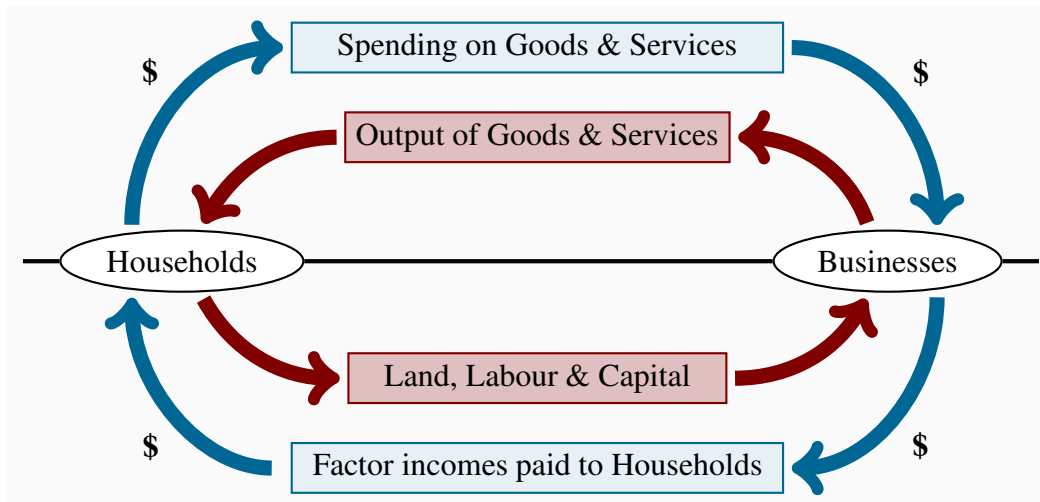 Spending on Goods & Services
$
$
Output of Goods & Services
Households
Businesses
Land, Labour & Capital
$
$
Factor incomes paid to Households